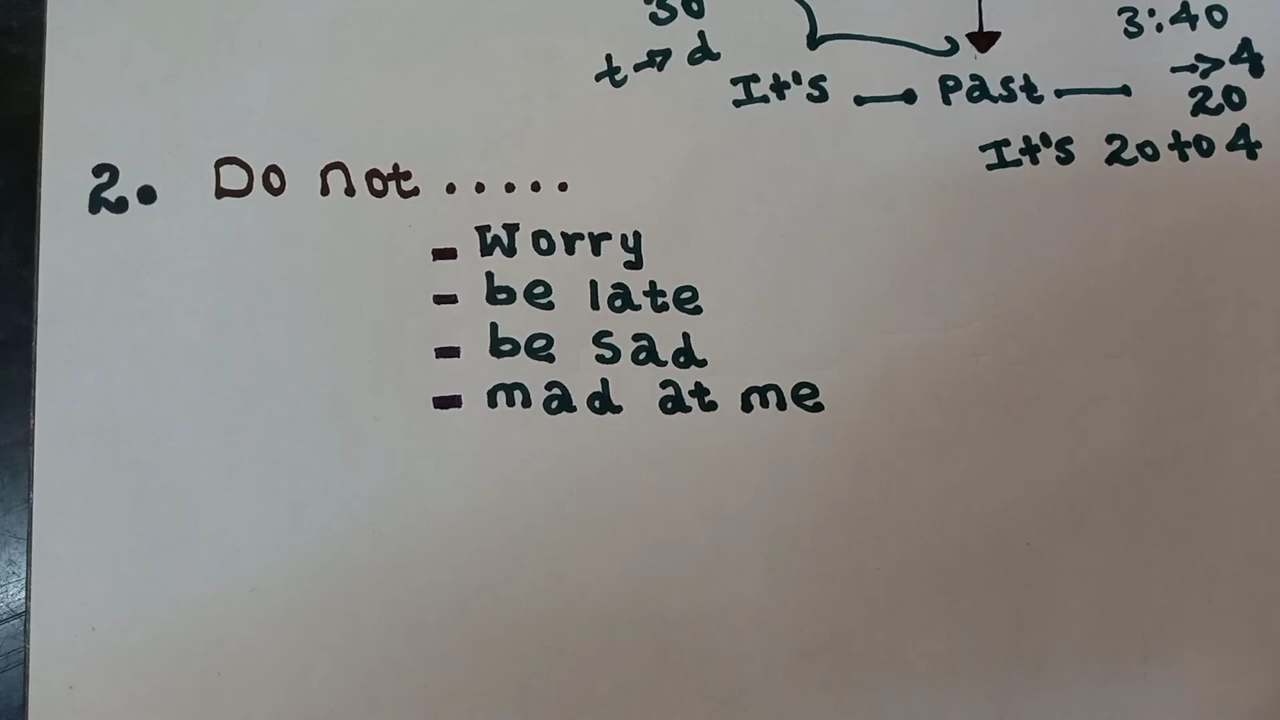 30
t → d
It's — Past —
3:40
→ 4
20
It's 20 to 4
2. Do not .....
- Worry
- be late
- be sad
- mad at me